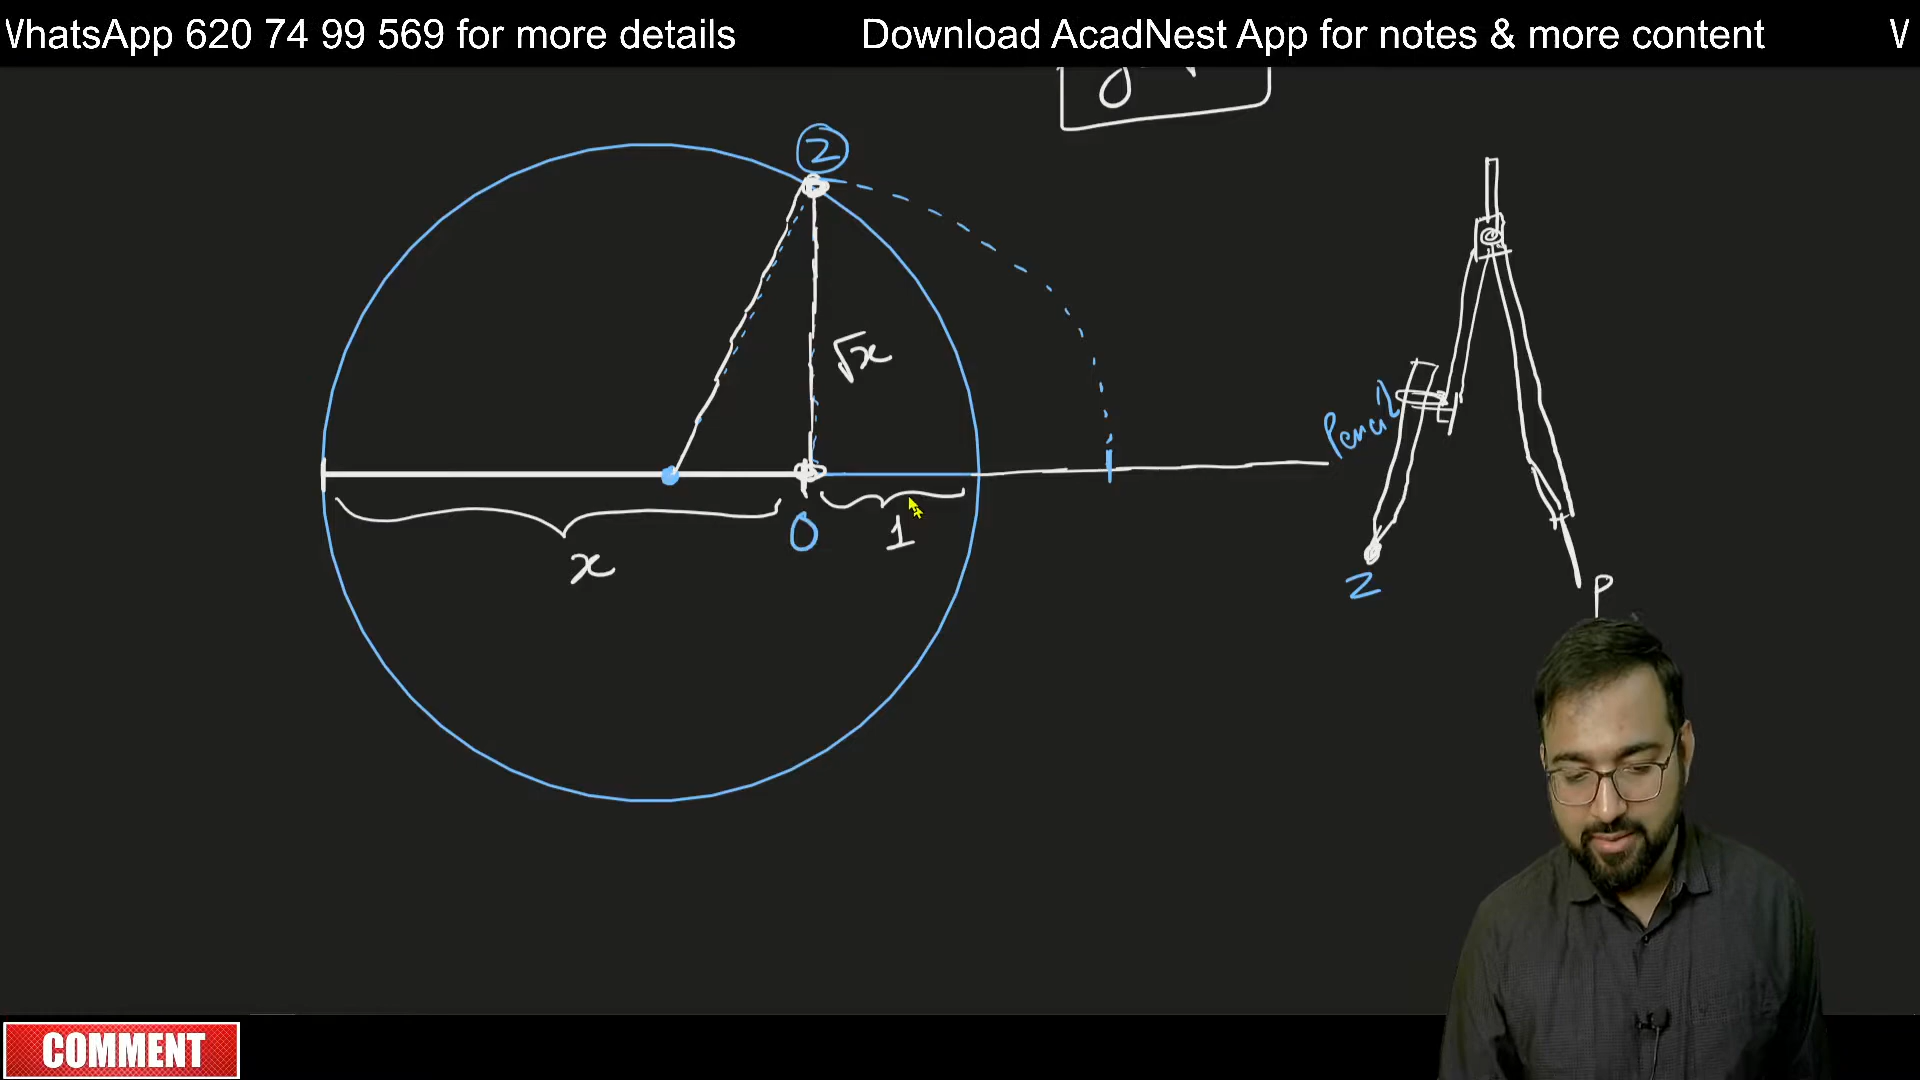 WhatsApp 620 74 99 569 for more details Download AcadNest App for notes & more content W
2
√x
Pencil
0
1
x
Z
P
COMMENT